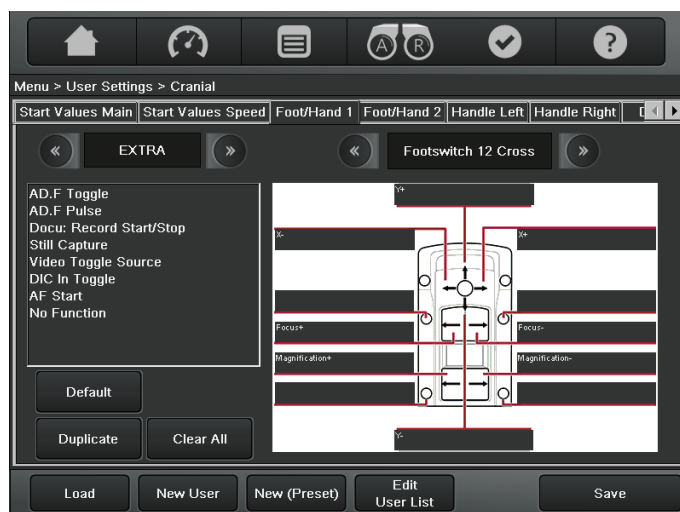 A R
?
Menu > User Settings > Cranial
Start Values Main Start Values Speed Foot/Hand 1 Foot/Hand 2 Handle Left Handle Right
« EXTRA » « Footswitch 12 Cross »
AD.F Toggle
AD.F Pulse
Docu: Record Start/Stop
Still Capture
Video Toggle Source
DIC In Toggle
AF Start
No Function
Y+
X-
X+
Focus+
Focus-
Magnification+
Magnification-
Y-
Default
Duplicate
Clear All
Load
New User
New (Preset)
Edit
User List
Save